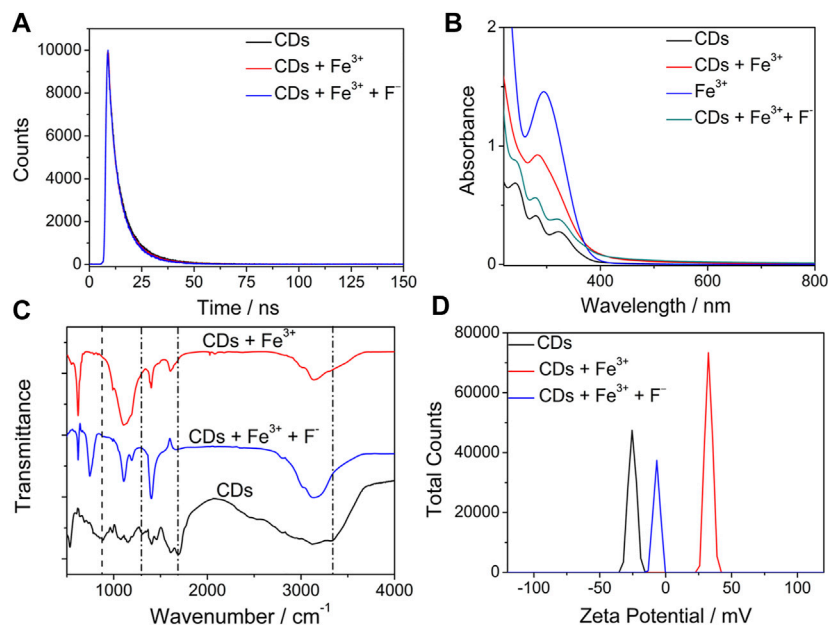 A
10000
8000
6000
4000
2000
0
Counts
0 25 50 75 100 125 150
Time / ns
CDs
CDs + Fe³⁺
CDs + Fe³⁺ + F⁻
B
2
1
0
Absorbance
400 600 800
Wavelength / nm
CDs
CDs + Fe³⁺
Fe³⁺
CDs + Fe³⁺ + F⁻
C
Transmittance
CDs + Fe³⁺
CDs + Fe³⁺ + F⁻
CDs
1000 2000 3000 4000
Wavenumber / cm⁻¹
D
80000
60000
40000
20000
0
Total Counts
CDs
CDs + Fe³⁺
CDs + Fe³⁺ + F⁻
-100 -50 0 50 100
Zeta Potential / mV